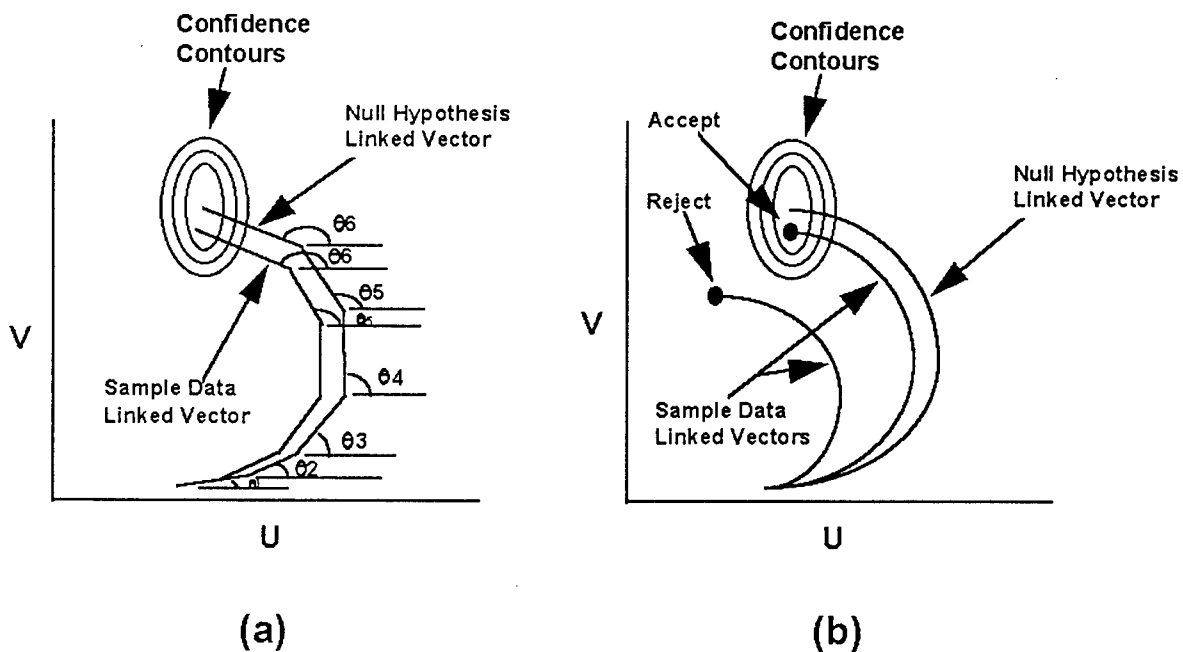 Confidence
Contours
Null Hypothesis
Linked Vector
θ6
θ6
θ5
θ4
θ3
θ2
V
Sample Data
Linked Vector
U
(a)
Confidence
Contours
Accept
Reject
Null Hypothesis
Linked Vector
V
Sample Data
Linked Vectors
U
(b)